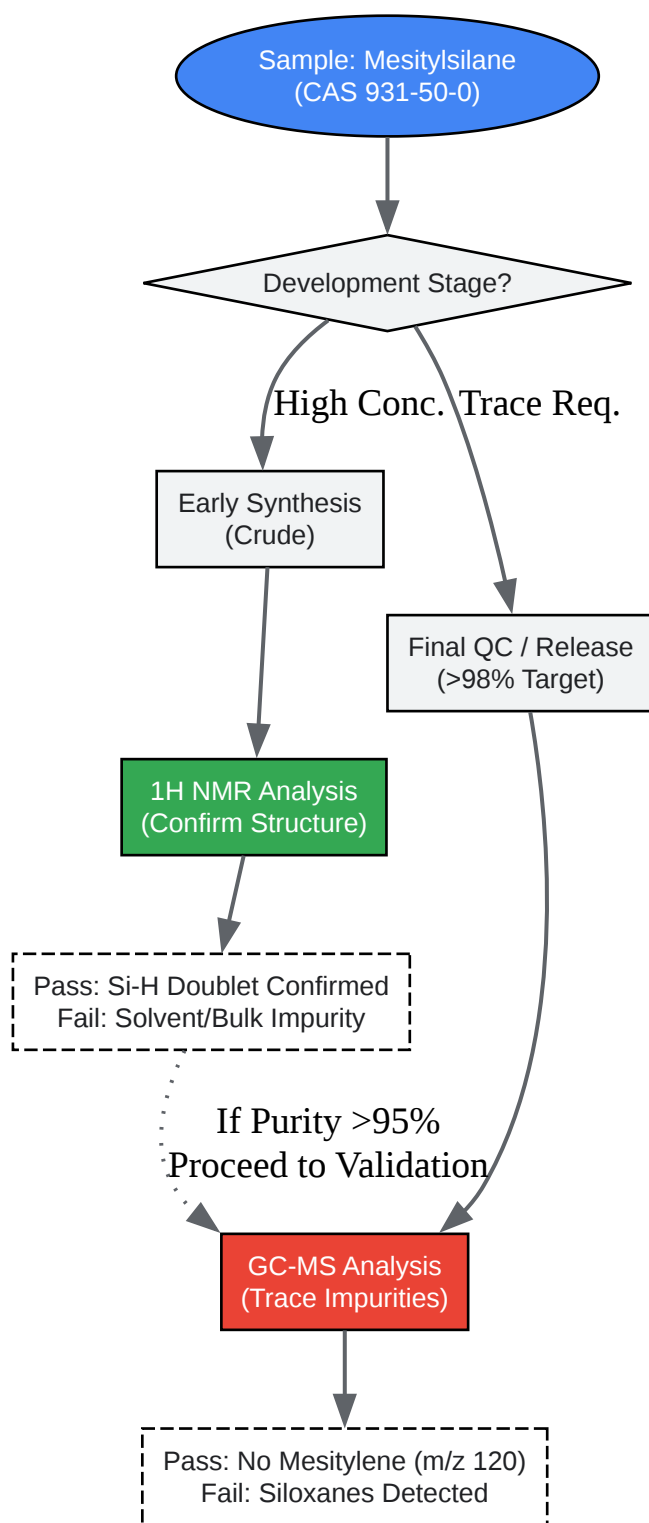 Sample: Mesitylsilane
(CAS 931-50-0)
Development Stage?
High Conc.
Trace Req.
Early Synthesis
(Crude)
Final QC / Release
(>98% Target)
1H NMR Analysis
(Confirm Structure)
Pass: Si-H Doublet Confirmed
Fail: Solvent/Bulk Impurity
If Purity >95%
Proceed to Validation
GC-MS Analysis
(Trace Impurities)
Pass: No Mesitylene (m/z 120)
Fail: Siloxanes Detected